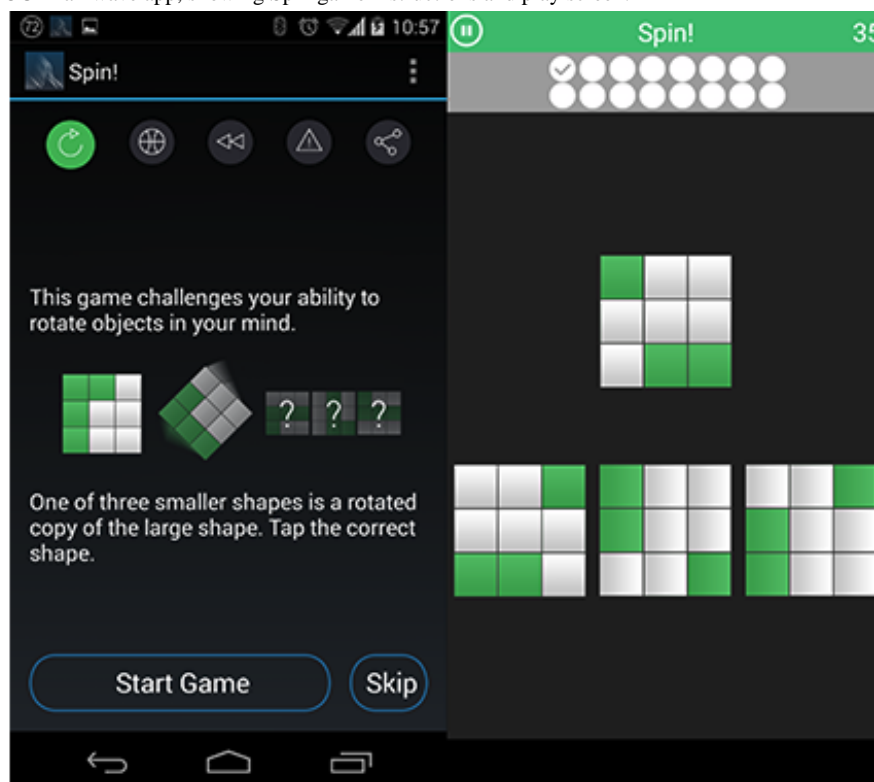 72
10:57
Spin!
This game challenges your ability to
rotate objects in your mind.
? ? ?
One of three smaller shapes is a rotated
copy of the large shape. Tap the correct
shape.
Start Game
Skip
Spin!
35